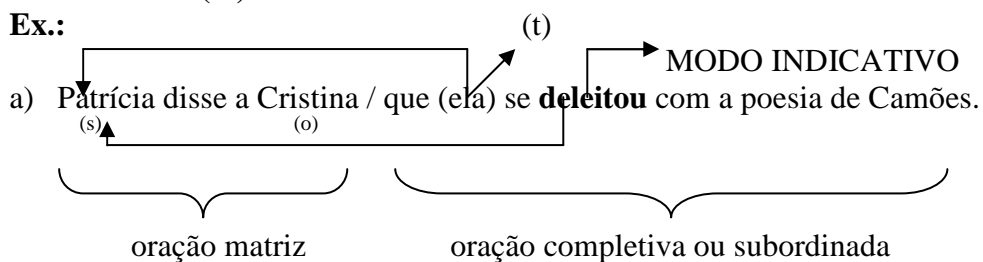 Ex.: (t)
MODO INDICATIVO
a) Patrícia disse a Cristina / que (ela) se deleitou com a poesia de Camões.
(s) (o)
oração matriz oração completiva ou subordinada